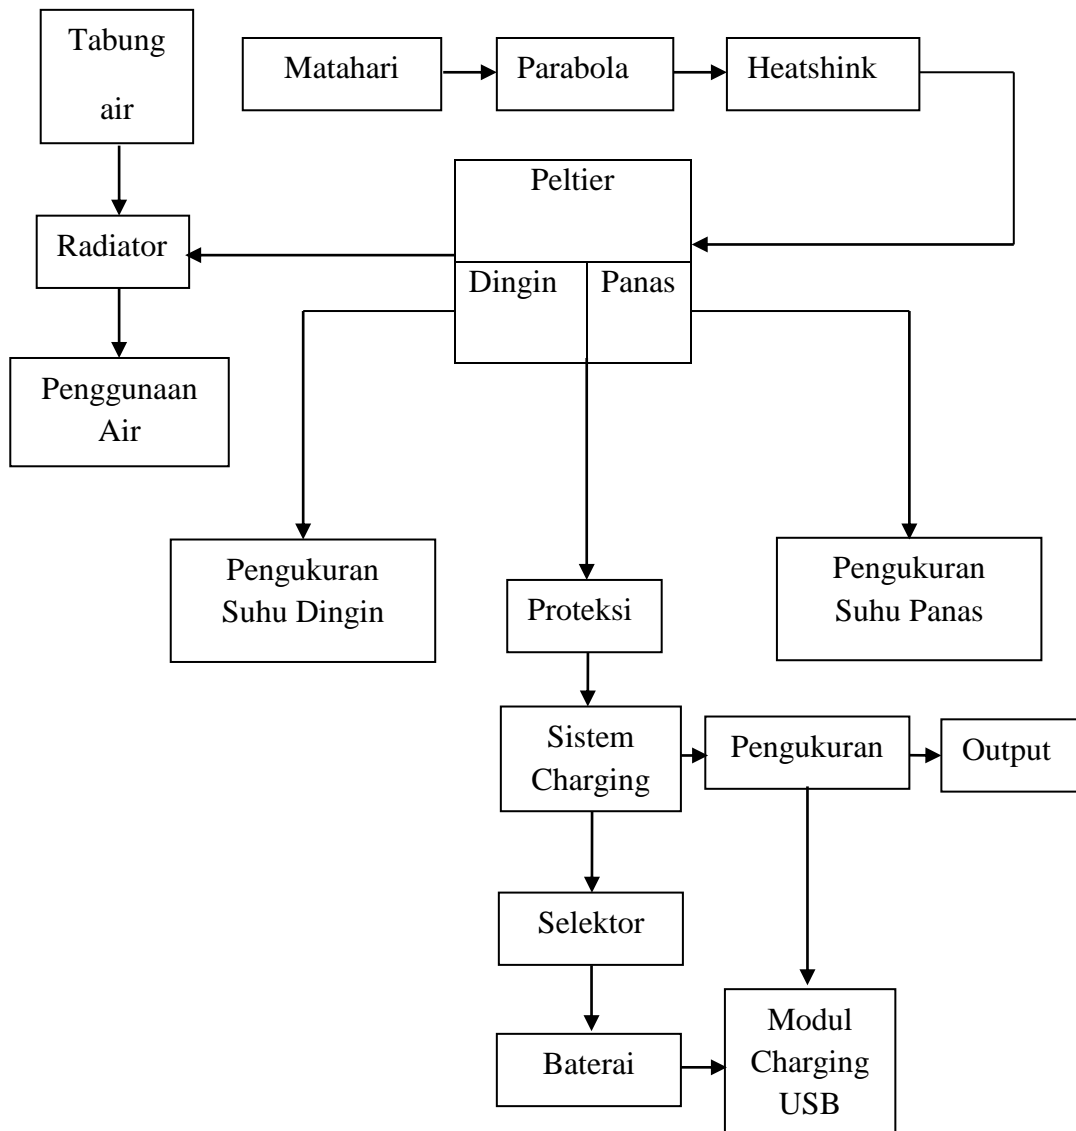 Tabung
air
Matahari
Parabola
Heatshink
Peltier
Radiator
Dingin
Panas
Penggunaan
Air
Pengukuran
Suhu Dingin
Proteksi
Pengukuran
Suhu Panas
Sistem
Charging
Pengukuran
Output
Selektor
Baterai
Modul
Charging
USB